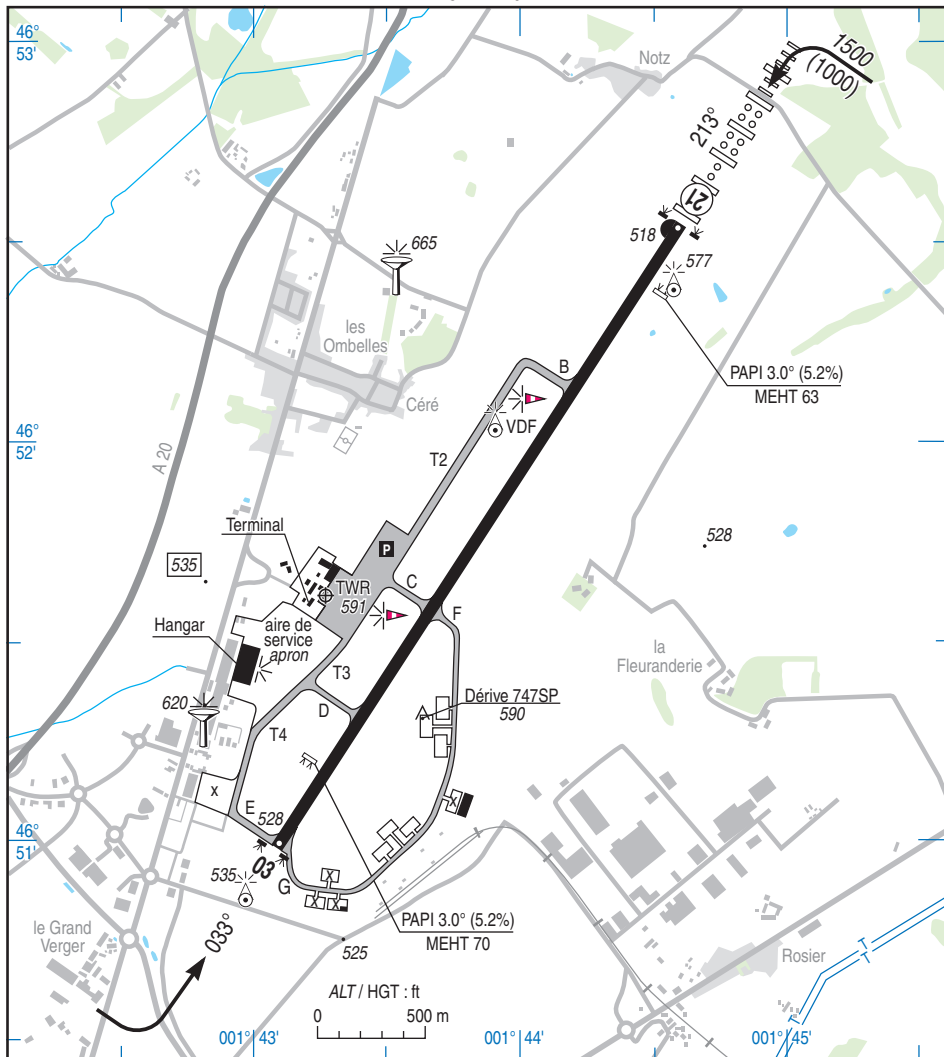 46°
53'
Notz
1500
(1000)
213°
21
518
577
665
les
Ombelles
Céré
PAPI 3.0° (5.2%)
MEHT 63
B
VDF
46°
52'
T2
A 20
528
Terminal
P
535
TWR
591
C
F
aire de
service
apron
Hangar
T3
la
Fleuranderie
620
D
Dérive 747SP
590
T4
x
E
528
X
46°
51'
03
535
G
X
X
X
033°
le Grand
Verger
PAPI 3.0° (5.2%)
MEHT 70
525
Rosier
T
T
ALT / HGT : ft
0
500 m
001° 43'
001° 44'
001° 45'